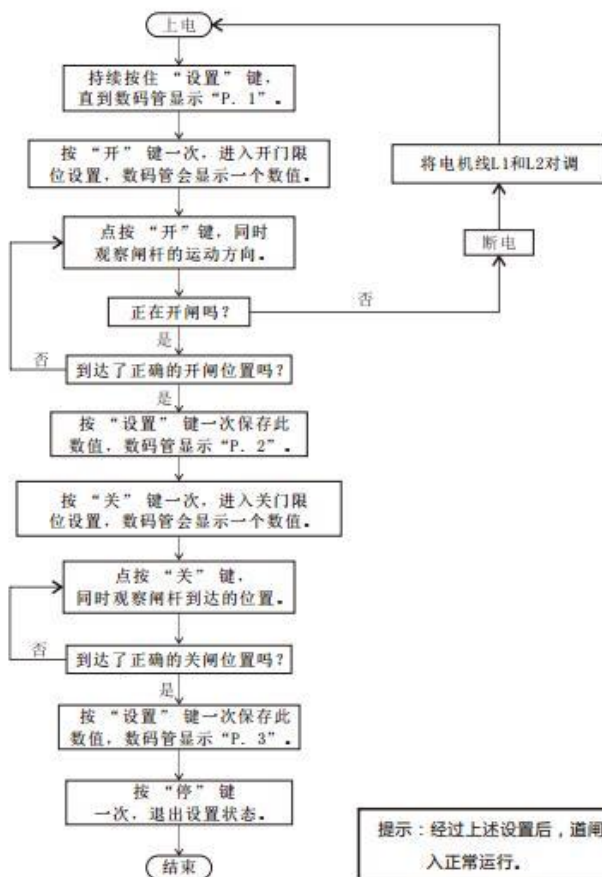 上电
持续按住 “设置” 键,
直到数码管显示“P. 1”。
按 “开” 键一次, 进入开门限
位设置, 数码管会显示一个数值。
将电机线L1和L2对调
点按 “开” 键, 同时
观察闸杆的运动方向。
断电
正在开闸吗?
否
是
否
到达了正确的开闸位置吗?
是
按 “设置” 键一次保存此
数值, 数码管显示“P. 2”。
按 “关” 键一次, 进入关门限
位设置, 数码管会显示一个数值。
点按 “关” 键,
同时观察闸杆到达的位置。
否
到达了正确的关闸位置吗?
是
按 “设置” 键一次保存此
数值, 数码管显示“P. 3”。
按 “停” 键
一次, 退出设置状态。
结束
提示：经过上述设置后，道闸
入正常运行。